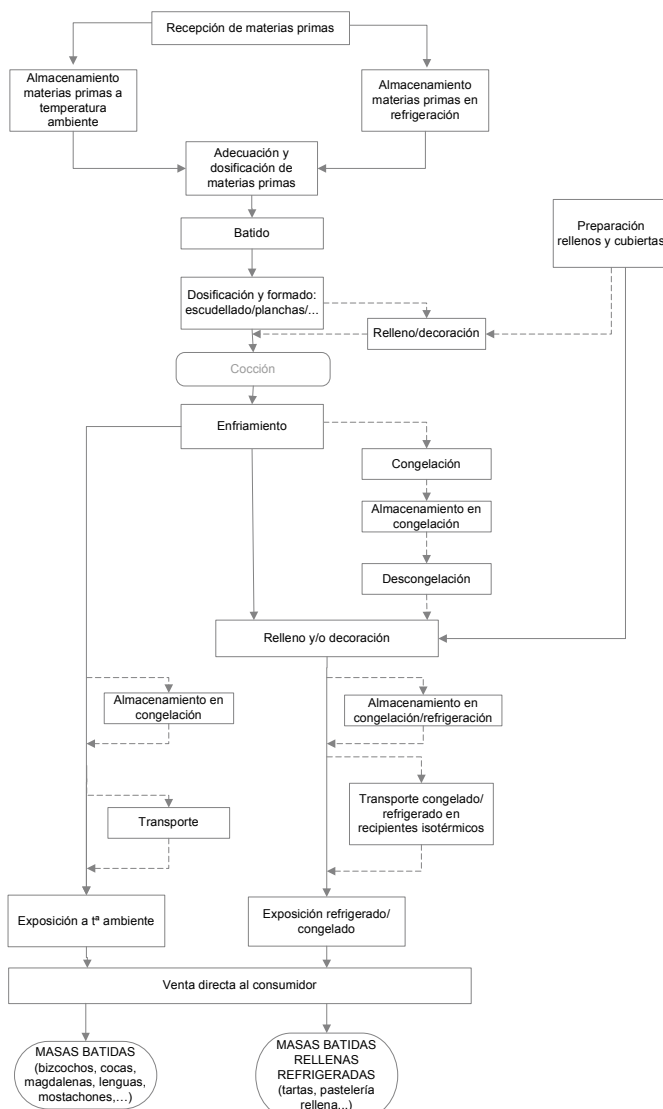 Recepción de materias primas
Almacenamiento
materias primas a
temperatura
ambiente
Almacenamiento
materias primas en
refrigeración
Adecuación y
dosificación de
materias primas
Batido
Preparación
rellenos y cubiertas
Dosificación y formado:
escudellado/planchas/...
Relleno/decoración
Cocción
Enfriamiento
Congelación
Almacenamiento en
congelación
Descongelación
Relleno y/o decoración
Almacenamiento en
congelación
Almacenamiento en
congelación/refrigeración
Transporte
Transporte congelado/
refrigerado en
recipientes isotérmicos
Exposición a tª ambiente
Exposición refrigerado/
congelado
Venta directa al consumidor
MASAS BATIDAS
(bizcochos, cocas,
magdalenas, lenguas,
mostachones,…)
MASAS BATIDAS
RELLENAS
REFRIGERADAS
(tartas, pastelería
rellena...)